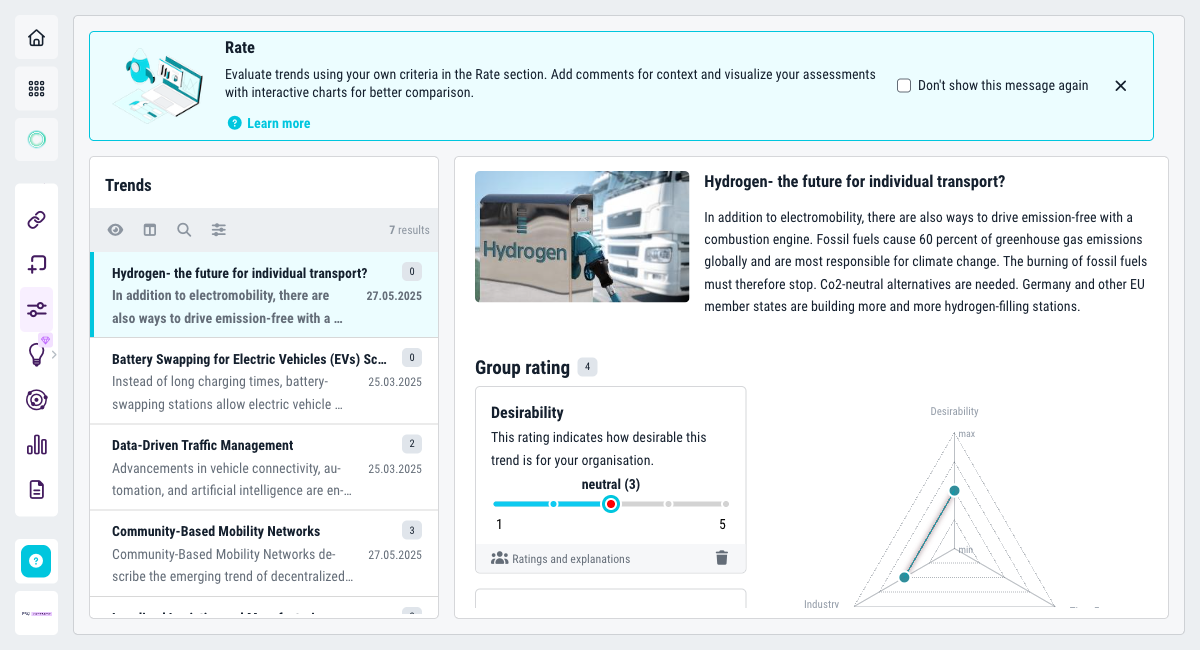 Rate
Evaluate trends using your own criteria in the Rate section. Add comments for context and visualize your assessments
with interactive charts for better comparison.
Learn more
Don't show this message again
Trends
7 results
Hydrogen- the future for individual transport?
0
In addition to electromobility, there are
27.05.2025
also ways to drive emission-free with a …
Battery Swapping for Electric Vehicles (EVs) Sc…
0
Instead of long charging times, battery-
25.03.2025
swapping stations allow electric vehicle …
Data-Driven Traffic Management
2
Advancements in vehicle connectivity, au-
25.03.2025
tomation, and artificial intelligence are en-…
Community-Based Mobility Networks
3
Community-Based Mobility Networks de-
27.05.2025
scribe the emerging trend of decentralized…
Hydrogen
Hydrogen- the future for individual transport?
In addition to electromobility, there are also ways to drive emission-free with a
combustion engine. Fossil fuels cause 60 percent of greenhouse gas emissions
globally and are most responsible for climate change. The burning of fossil fuels
must therefore stop. Co2-neutral alternatives are needed. Germany and other EU
member states are building more and more hydrogen-filling stations.
Group rating
4
Desirability
This rating indicates how desirable this
trend is for your organisation.
neutral (3)
1
5
Ratings and explanations
Desirability
max
min
Industry